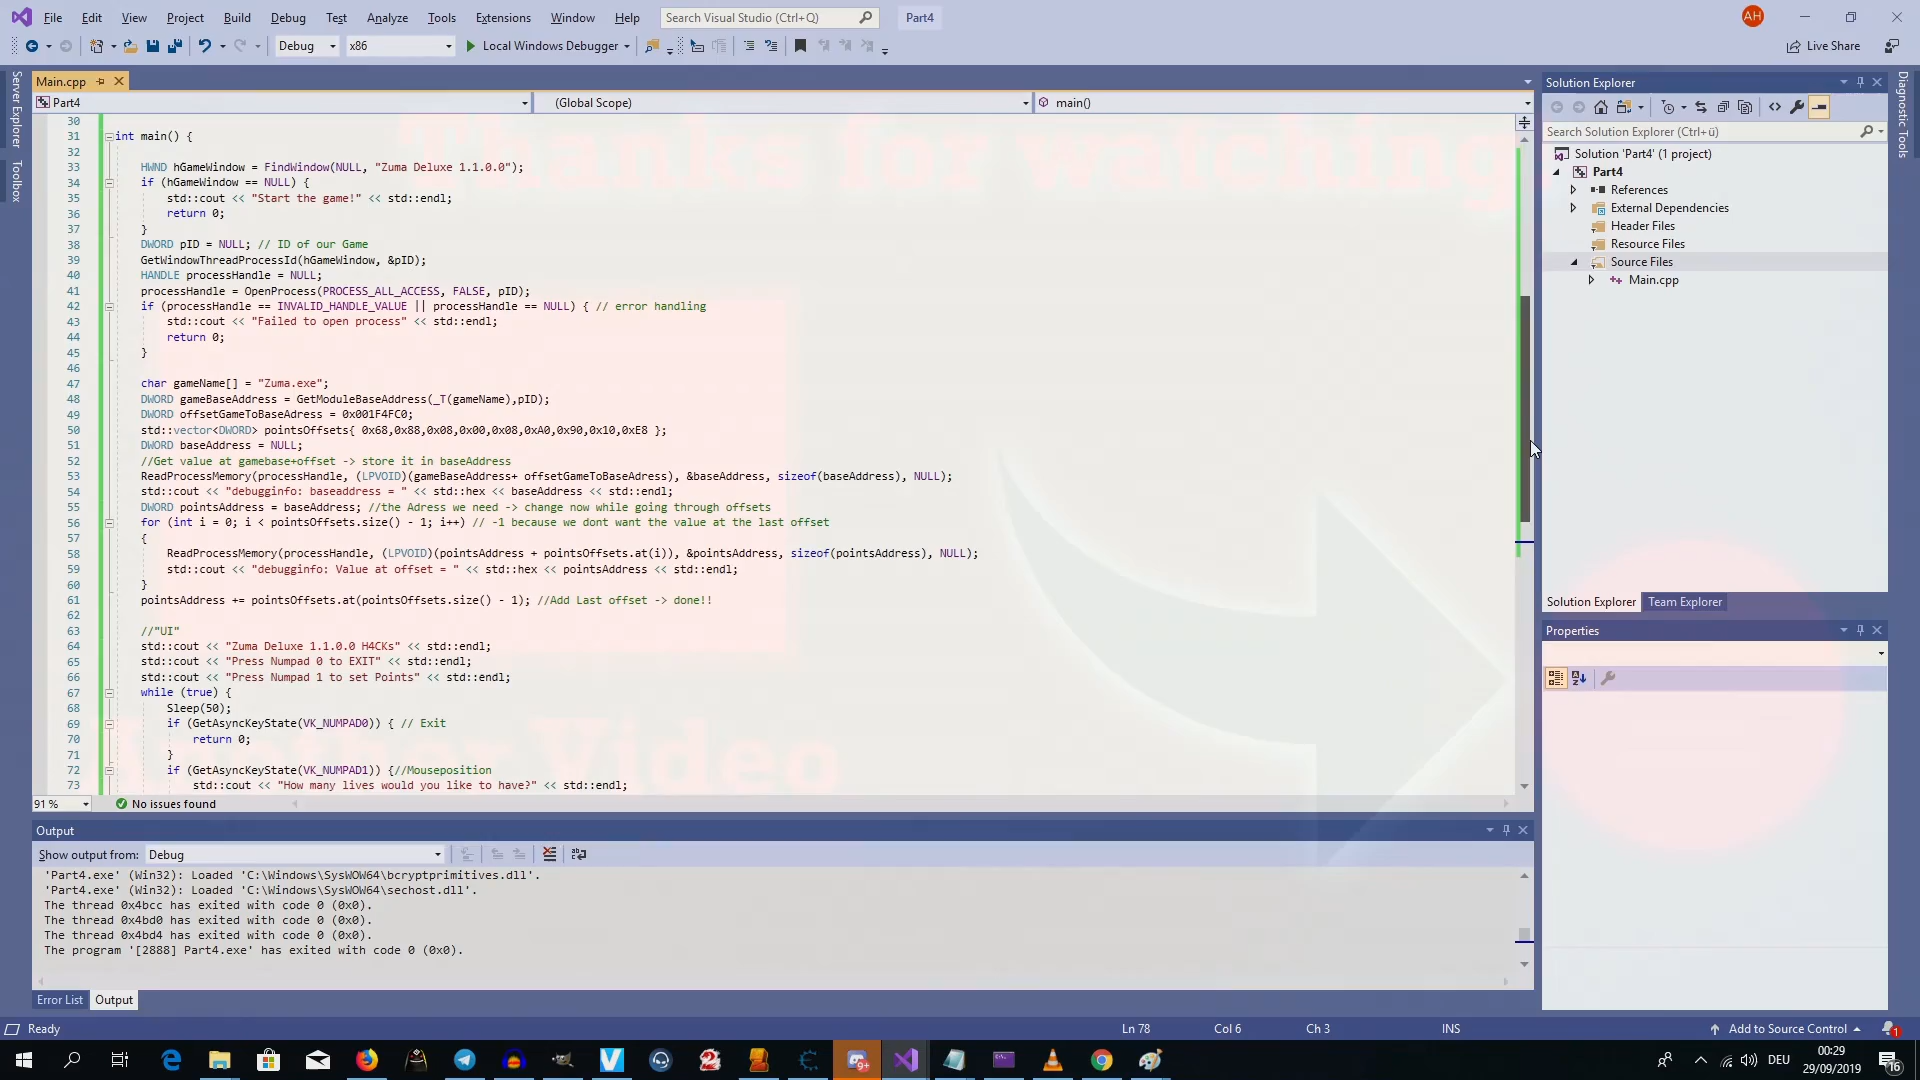 File Edit View Project Build Debug Test Analyze Tools Extensions Window Help Search Visual Studio (Ctrl+Q) Part4 AH
Debug x86 Local Windows Debugger Live Share
Server Explorer
Toolbox
Diagnostic Tools
Main.cpp
Part4 (Global Scope) main()
Thanks for watching
30
31 int main() {
32
33 HWND hGameWindow = FindWindow(NULL, "Zuma Deluxe 1.1.0.0");
34 if (hGameWindow == NULL) {
35 std::cout << "Start the game!" << std::endl;
36 return 0;
37 }
38 DWORD pID = NULL; // ID of our Game
39 GetWindowThreadProcessId(hGameWindow, &pID);
40 HANDLE processHandle = NULL;
41 processHandle = OpenProcess(PROCESS_ALL_ACCESS, FALSE, pID);
42 if (processHandle == INVALID_HANDLE_VALUE || processHandle == NULL) { // error handling
43 std::cout << "Failed to open process" << std::endl;
44 return 0;
45 }
46
47 char gameName[] = "Zuma.exe";
48 DWORD gameBaseAddress = GetModuleBaseAddress(_T(gameName),pID);
49 DWORD offsetGameToBaseAdress = 0x001F4FC0;
50 std::vector<DWORD> pointsOffsets{ 0x68,0x88,0x08,0x00,0x08,0xA0,0x90,0x10,0xE8 };
51 DWORD baseAddress = NULL;
52 //Get value at gamebase+offset -> store it in baseAddress
53 ReadProcessMemory(processHandle, (LPVOID)(gameBaseAddress+ offsetGameToBaseAdress), &baseAddress, sizeof(baseAddress), NULL);
54 std::cout << "debugginfo: baseaddress = " << std::hex << baseAddress << std::endl;
55 DWORD pointsAddress = baseAddress; //the Adress we need -> change now while going through offsets
56 for (int i = 0; i < pointsOffsets.size() - 1; i++) // -1 because we dont want the value at the last offset
57 {
58 ReadProcessMemory(processHandle, (LPVOID)(pointsAddress + pointsOffsets.at(i)), &pointsAddress, sizeof(pointsAddress), NULL);
59 std::cout << "debugginfo: Value at offset = " << std::hex << pointsAddress << std::endl;
60 }
61 pointsAddress += pointsOffsets.at(pointsOffsets.size() - 1); //Add Last offset -> done!!
62
63 //"UI"
64 std::cout << "Zuma Deluxe 1.1.0.0 H4CKs" << std::endl;
65 std::cout << "Press Numpad 0 to EXIT" << std::endl;
66 std::cout << "Press Numpad 1 to set Points" << std::endl;
67 while (true) {
68 Sleep(50);
69 if (GetAsyncKeyState(VK_NUMPAD0)) { // Exit
70 return 0;
71 }
72 if (GetAsyncKeyState(VK_NUMPAD1)) {//Mouseposition
73 std::cout << "How many lives would you like to have?" << std::endl;
Another Video
91 % No issues found
Solution Explorer
Search Solution Explorer (Ctrl+ü)
Solution 'Part4' (1 project)
Part4
References
External Dependencies
Header Files
Resource Files
Source Files
Main.cpp
Solution Explorer Team Explorer
Properties
Output
Show output from: Debug
'Part4.exe' (Win32): Loaded 'C:\Windows\SysWOW64\bcryptprimitives.dll'.
'Part4.exe' (Win32): Loaded 'C:\Windows\SysWOW64\sechost.dll'.
The thread 0x4bcc has exited with code 0 (0x0).
The thread 0x4bd0 has exited with code 0 (0x0).
The thread 0x4bd4 has exited with code 0 (0x0).
The program '[2888] Part4.exe' has exited with code 0 (0x0).
Error List Output
Ready Ln 78 Col 6 Ch 3 INS Add to Source Control 1
DEU 00:29
29/09/2019 16